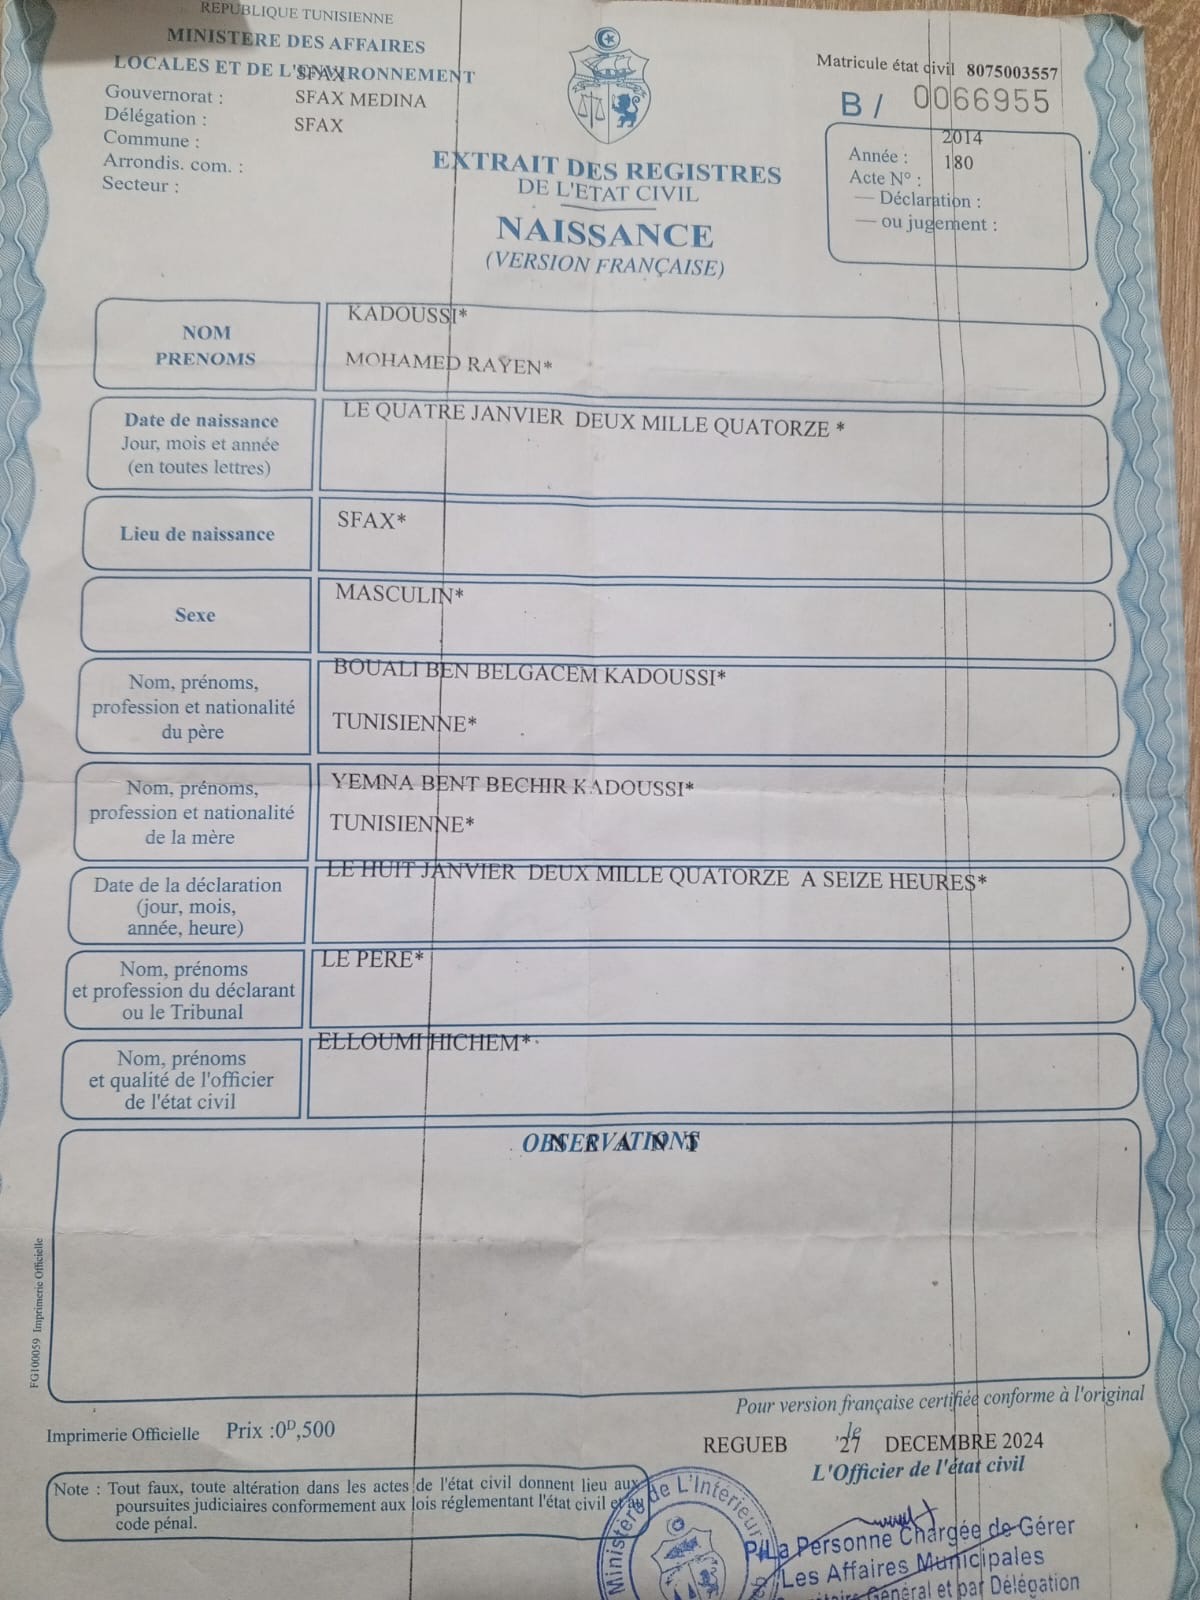 REPUBLIQUE TUNISIENNE
MINISTERE DES AFFAIRES
LOCALES ET DE L'ENVIRONNEMENT
SFAX
Gouvernorat : SFAX MEDINA
Délégation : SFAX
Commune :
Arrondis. com. :
Secteur :
Matricule état civil 8075003557
B / 0066955
2014
Année : 180
Acte N° :
— Déclaration :
— ou jugement :
EXTRAIT DES REGISTRES
DE L'ETAT CIVIL
NAISSANCE
(VERSION FRANÇAISE)
NOM
PRENOMS
KADOUSSI*
MOHAMED RAYEN*
Date de naissance
Jour, mois et année
(en toutes lettres)
LE QUATRE JANVIER DEUX MILLE QUATORZE *
Lieu de naissance
SFAX*
Sexe
MASCULIN*
Nom, prénoms,
profession et nationalité
du père
BOUALI BEN BELGACEM KADOUSSI*
TUNISIENNE*
Nom, prénoms,
profession et nationalité
de la mère
YEMNA BENT BECHIR KADOUSSI*
TUNISIENNE*
Date de la déclaration
(jour, mois,
année, heure)
LE HUIT JANVIER DEUX MILLE QUATORZE A SEIZE HEURES*
Nom, prénoms
et profession du déclarant
ou le Tribunal
LE PERE*
Nom, prénoms
et qualité de l'officier
de l'état civil
ELLOUMI HICHEM*
OBSERVATIONS
N E A N T
FG100059 Imprimerie Officielle
Pour version française certifiée conforme à l'original
Imprimerie Officielle Prix :0ᴰ,500
REGUEB le 27 DECEMBRE 2024
L'Officier de l'état civil
Note : Tout faux, toute altération dans les actes de l'état civil donnent lieu aux
poursuites judiciaires conformement aux lois réglementant l'état civil et au
code pénal.
Ministère de L'Intérieur
P/La Personne Chargée de Gérer
Les Affaires Municipales
Général et par Délégation